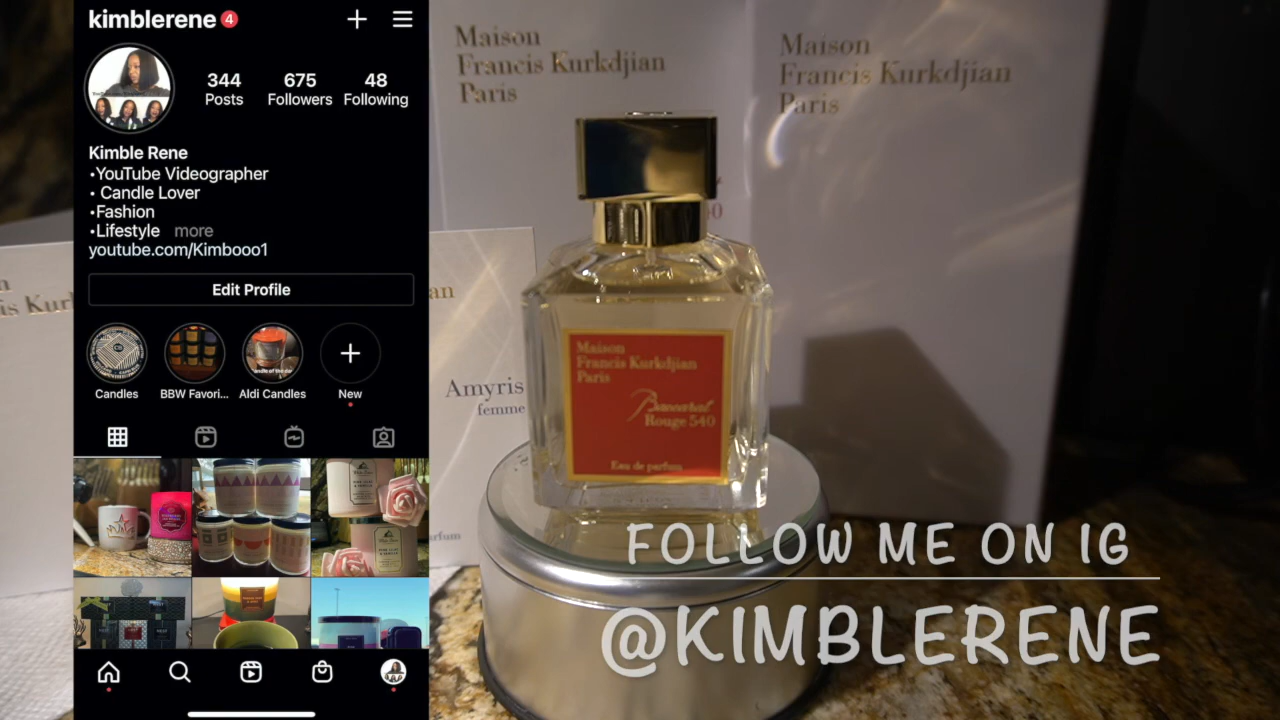 kimblerene 4
344
Posts
675
Followers
48
Following
Kimble Rene
•YouTube Videographer
• Candle Lover
•Fashion
•Lifestyle more
youtube.com/Kimbooo1
Edit Profile
Candles
BBW Favori...
Aldi Candles
New
Maison
Francis Kurkdjian
Paris
Maison
Francis Kurkdjian
Paris
Amyris
femme
Maison
Francis Kurkdjian
Paris
Baccarat
Rouge 540
Eau de parfum
FOLLOW ME ON IG
@KIMBLERENE